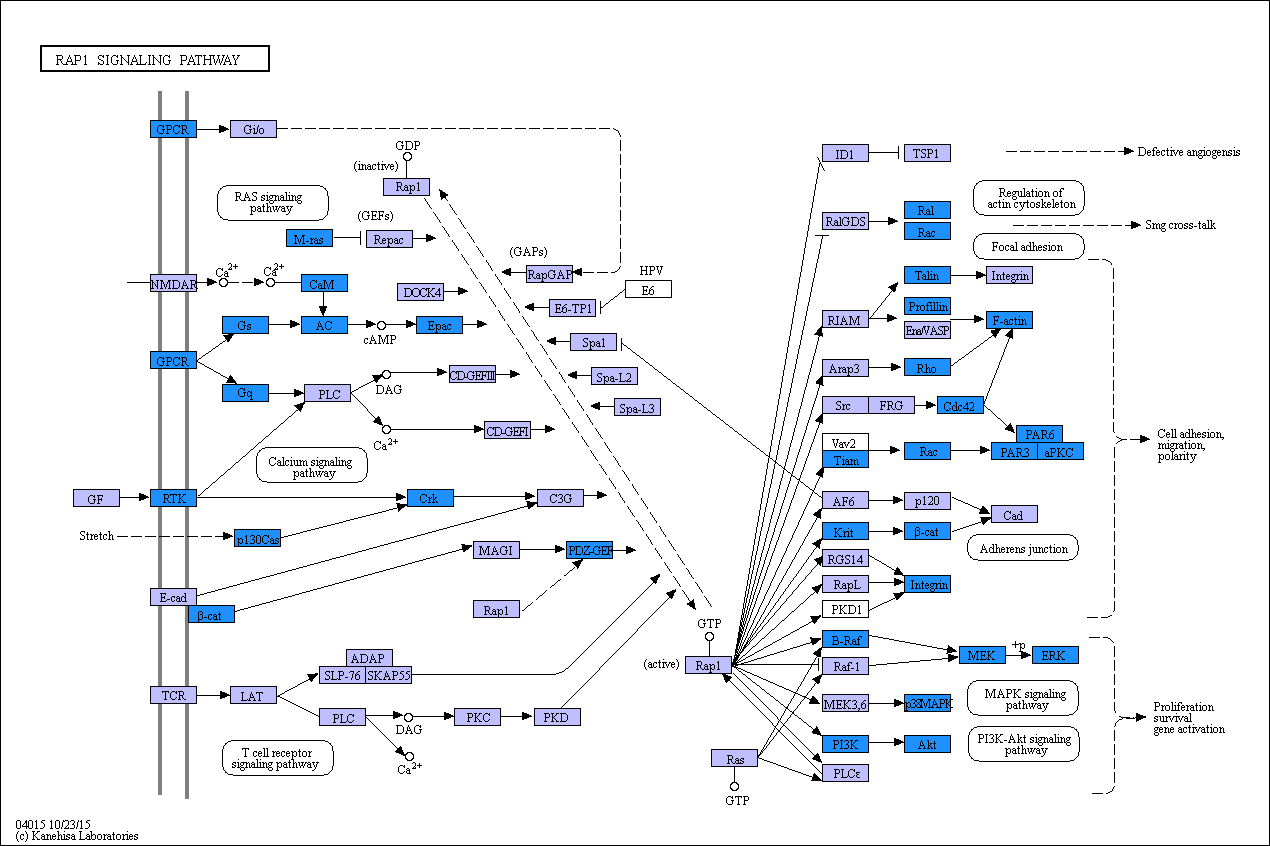 RAP1 SIGNALING PATHWAY
GPCR
Gi/o
GDP
(inactive)
Rap1
RAS signaling
pathway
(GEFs)
M-ras
Repac
(GAPs)
RapGAP
HPV
E6
NMDAR
Ca2+
Ca2+
CaM
DOCK4
E6-TP1
Gs
AC
cAMP
Epac
Spa1
GPCR
Spa-L2
Gq
PLC
DAG
CD-GEFIII
Spa-L3
Ca2+
CD-GEFI
Calcium signaling
pathway
GF
RTK
Crk
C3G
Stretch
p130Cas
MAGI
PDZ-GEF
E-cad
β-cat
Rap1
GTP
(active)
Rap1
ADAP
SLP-76
SKAP55
TCR
LAT
PLC
DAG
PKC
PKD
Ca2+
T cell receptor
signaling pathway
Ras
GTP
ID1
TSP1
Defective angiogensis
Regulation of
actin cytoskeleton
RalGDS
Ral
Rac
Smg cross-talk
Focal adhesion
Talin
Integrin
RIAM
Profillin
Ena/VASP
F-actin
Arap3
Rho
Src
FRG
Cdc42
Vav2
Tiam
Rac
PAR6
PAR3
aPKC
Cell adhesion,
migration,
polarity
AF6
p120
Cad
Krit
β-cat
Adherens junction
RGS14
RapL
Integrin
PKD1
B-Raf
Raf-1
MEK
+p
ERK
MEK3,6
p38MAPK
MAPK signaling
pathway
Proliferation
survival
gene activation
PI3K
Akt
PI3K-Akt signaling
pathway
PLCε
04015 10/23/15
(c) Kanehisa Laboratories